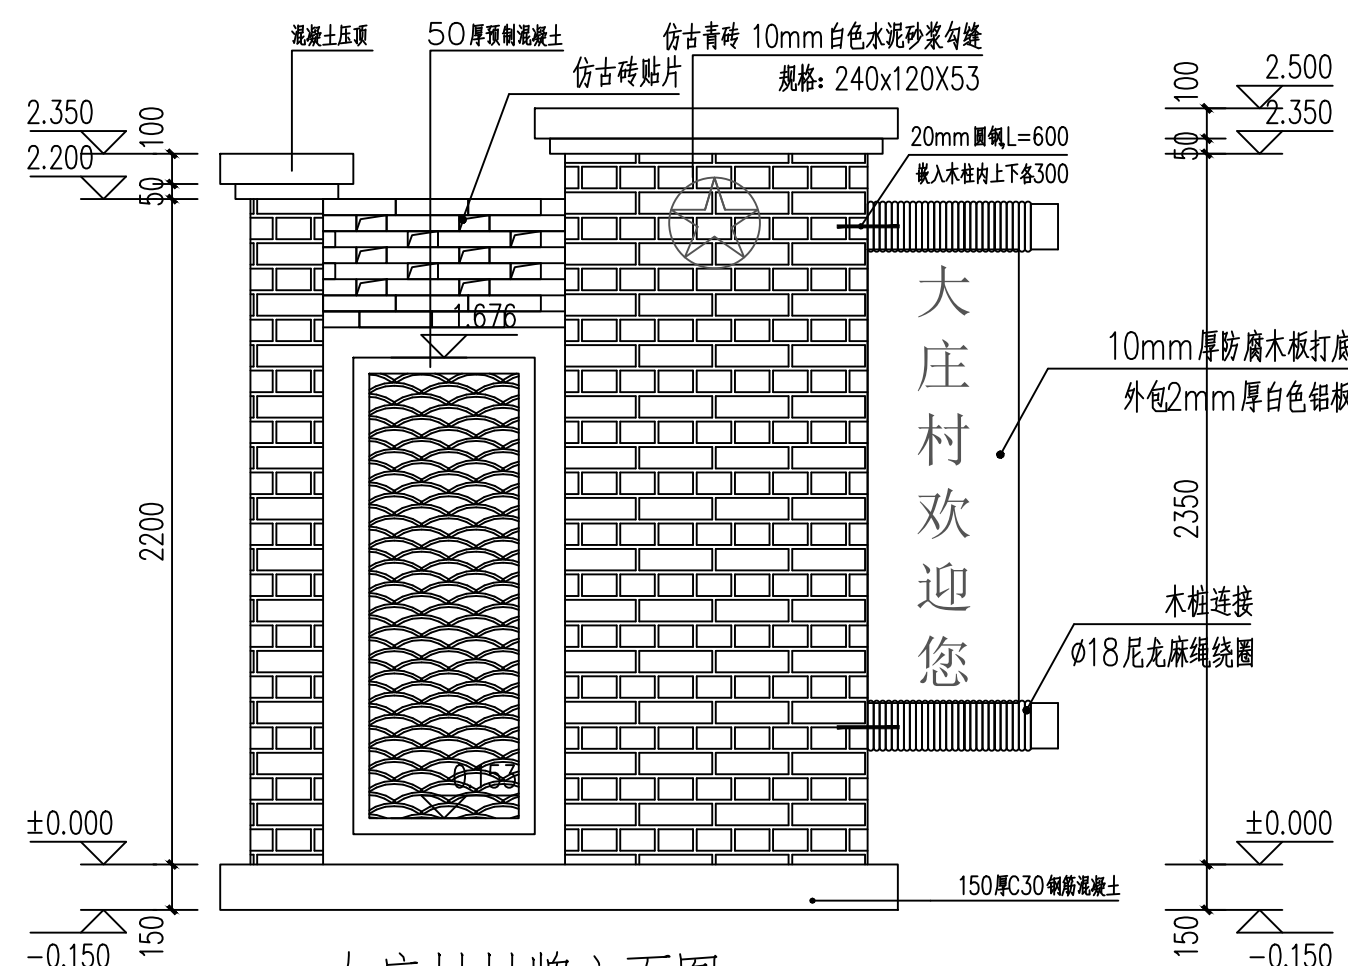 混凝土压顶
50厚预制混凝土
仿古砖贴片
仿古青砖 10mm白色水泥砂浆勾缝
规格: 240x120X53
20mm圆钢,L=600
嵌入木柱内上下各300
2.350
2.200
100
50
2200
±0.000
-0.150
150
1.676
0.153
大
庄
村
欢
迎
您
100
50
2.500
2.350
10mm厚防腐木板打底
外包2mm厚白色铝板
2350
木桩连接
φ18尼龙麻绳绕圈
±0.000
150厚C30钢筋混凝土
150
-0.150